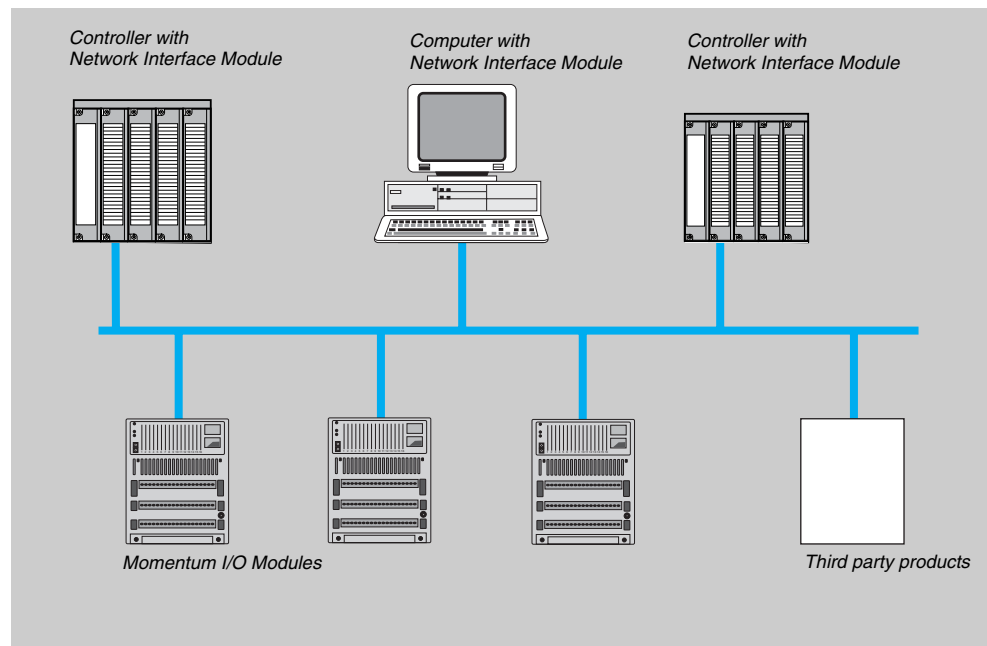 Controller with
Network Interface Module
Computer with
Network Interface Module
Controller with
Network Interface Module
Momentum I/O Modules
Third party products